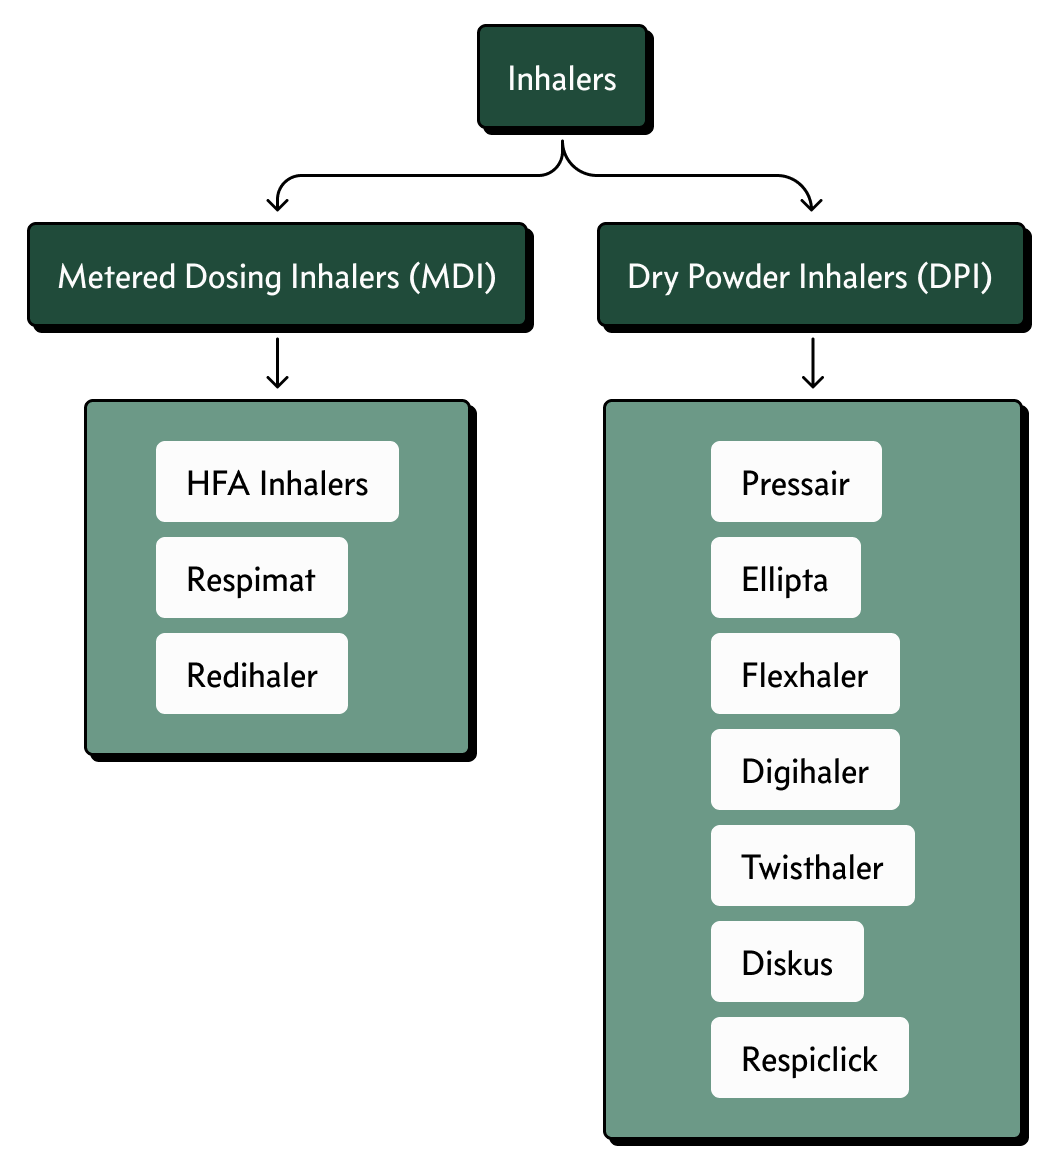 Inhalers
Metered Dosing Inhalers (MDI)
Dry Powder Inhalers (DPI)
HFA Inhalers
Respimat
Redihaler
Pressair
Ellipta
Flexhaler
Digihaler
Twisthaler
Diskus
Respiclick